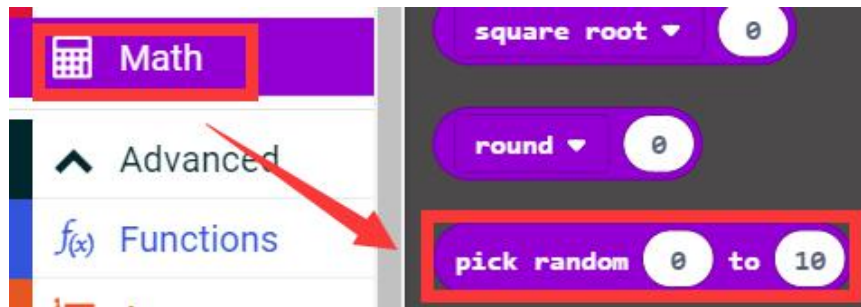 Math
Advanced
f(x) Functions
square root 0
round 0
pick random 0 to 10